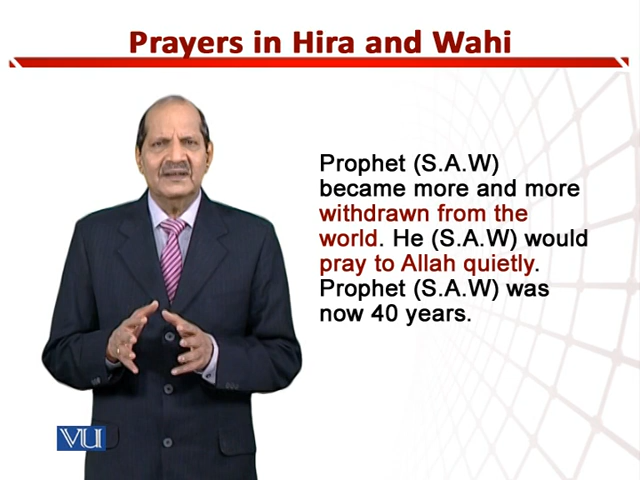 Prayers in Hira and Wahi
Prophet (S.A.W)
became more and more
withdrawn from the
world. He (S.A.W) would
pray to Allah quietly.
Prophet (S.A.W) was
now 40 years.
VU